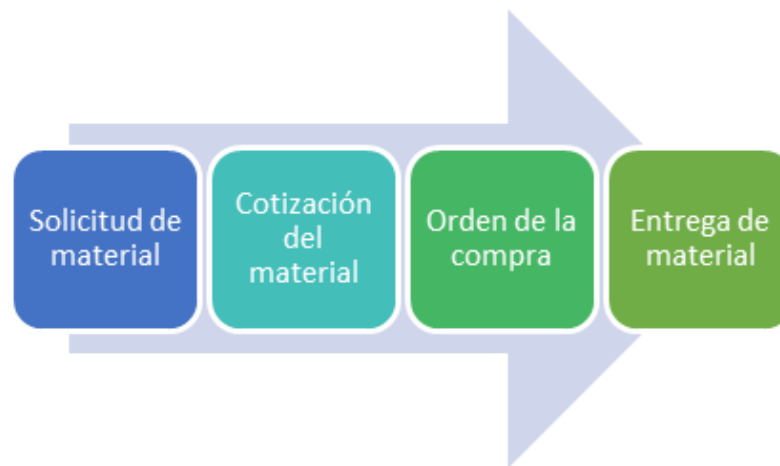 Solicitud de
material
Cotización
del
material
Orden de la
compra
Entrega de
material